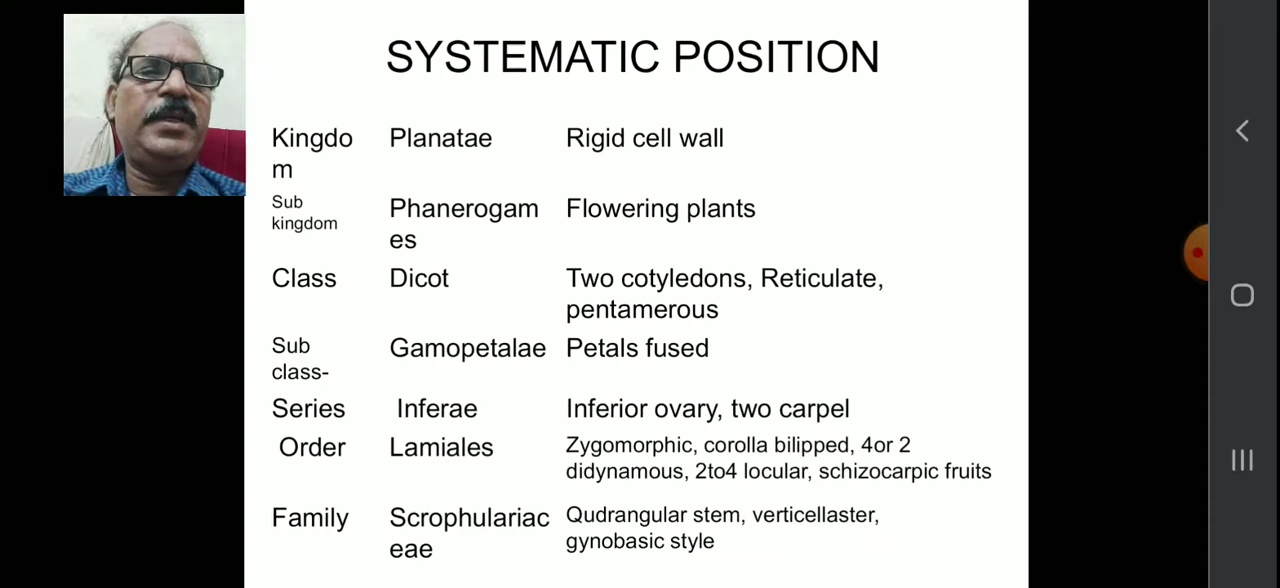 SYSTEMATIC POSITION
Kingdo
m
Planatae
Rigid cell wall
Sub
kingdom
Phanerogam
es
Flowering plants
Class
Dicot
Two cotyledons, Reticulate,
pentamerous
Sub
class-
Gamopetalae
Petals fused
Series
Inferae
Inferior ovary, two carpel
Order
Lamiales
Zygomorphic, corolla bilipped, 4or 2
didynamous, 2to4 locular, schizocarpic fruits
Family
Scrophulariac
eae
Qudrangular stem, verticellaster,
gynobasic style